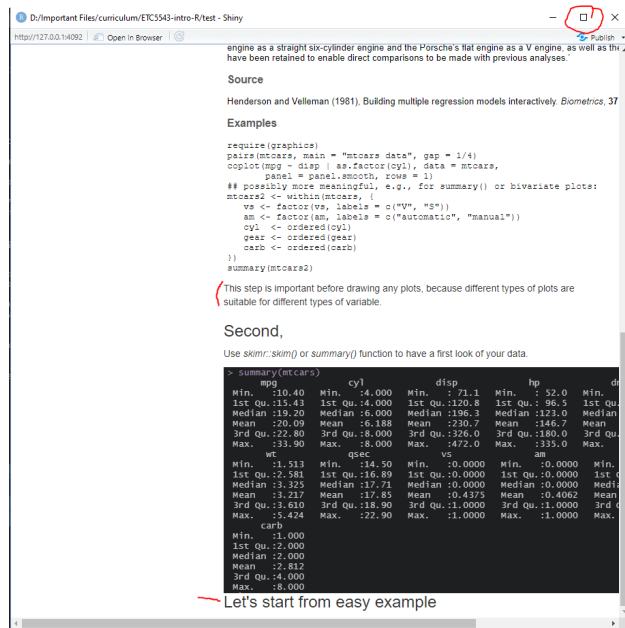 D:/Important Files/curriculum/ETC5543-intro-R/test - Shiny
http://127.0.0.1:4092 Open in Browser Publish
engine as a straight six-cylinder engine and the Porsche's flat engine as a V engine, as well as the
have been retained to enable direct comparisons to be made with previous analyses.`
Source
Henderson and Velleman (1981), Building multiple regression models interactively. Biometrics, 37
Examples
require(graphics)
pairs(mtcars, main = "mtcars data", gap = 1/4)
coplot(mpg ~ disp | as.factor(cyl), data = mtcars,
panel = panel.smooth, rows = 1)
## possibly more meaningful, e.g., for summary() or bivariate plots:
mtcars2 <- within(mtcars, {
vs <- factor(vs, labels = c("V", "S"))
am <- factor(am, labels = c("automatic", "manual"))
cyl <- ordered(cyl)
gear <- ordered(gear)
carb <- ordered(carb)
})
summary(mtcars2)
This step is important before drawing any plots, because different types of plots are
suitable for different types of variable.
Second,
Use skimr::skim() or summary() function to have a first look of your data.
> summary(mtcars)
mpg cyl disp hp
Min. :10.40 Min. :4.000 Min. : 71.1 Min. : 52.0 Min.
1st Qu.:15.43 1st Qu.:4.000 1st Qu.:120.8 1st Qu.: 96.5 1st Qu.
Median :19.20 Median :6.000 Median :196.3 Median :123.0 Median
Mean :20.09 Mean :6.188 Mean :230.7 Mean :146.7 Mean
3rd Qu.:22.80 3rd Qu.:8.000 3rd Qu.:326.0 3rd Qu.:180.0 3rd Qu.
Max. :33.90 Max. :8.000 Max. :472.0 Max. :335.0 Max.
wt qsec vs am
Min. :1.513 Min. :14.50 Min. :0.0000 Min. :0.0000 Min.
1st Qu.:2.581 1st Qu.:16.89 1st Qu.:0.0000 1st Qu.:0.0000 1st
Median :3.325 Median :17.71 Median :0.0000 Median :0.0000
Mean :3.217 Mean :17.85 Mean :0.4375 Mean :0.4062 Mean
3rd Qu.:3.610 3rd Qu.:18.90 3rd Qu.:1.0000 3rd Qu.:1.0000 3rd
Max. :5.424 Max. :22.90 Max. :1.0000 Max. :1.0000 Max.
carb
Min. :1.000
1st Qu.:2.000
Median :2.000
Mean :2.812
3rd Qu.:4.000
Max. :8.000
Let's start from easy example